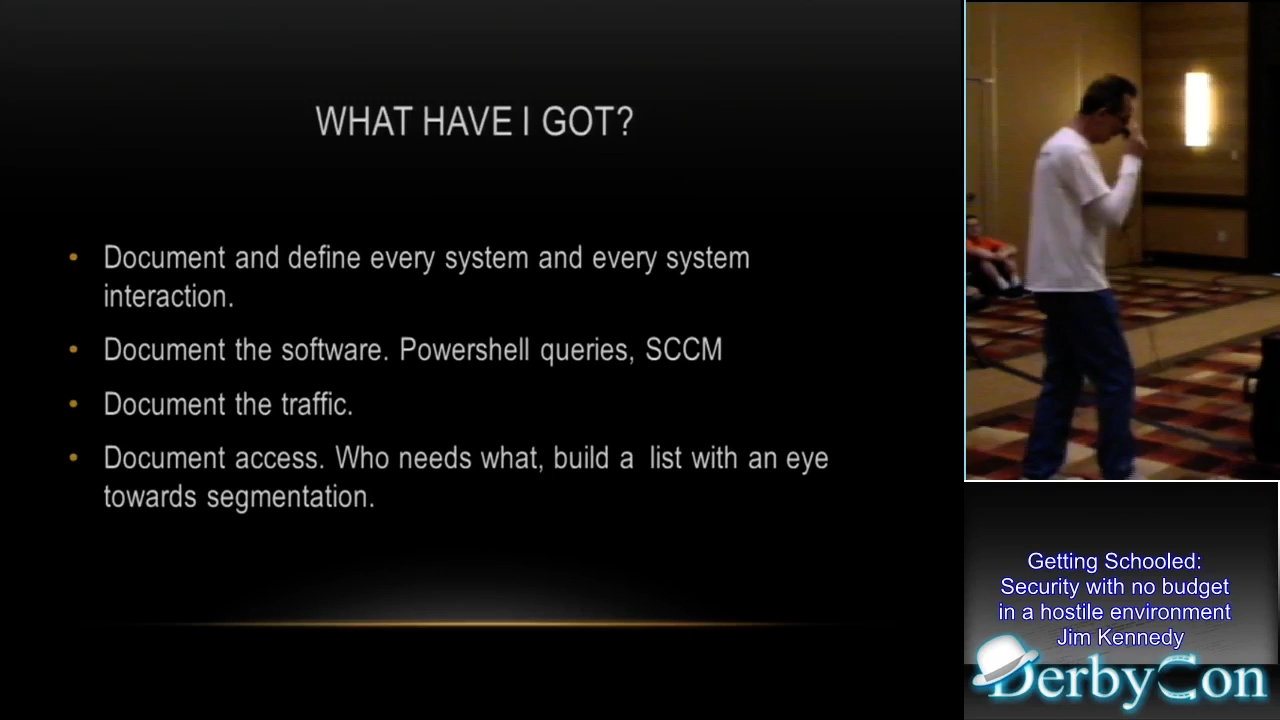 WHAT HAVE I GOT?
Document and define every system and every system
interaction.
Document the software. Powershell queries, SCCM
Document the traffic.
Document access. Who needs what, build a list with an eye
towards segmentation.
Getting Schooled:
Security with no budget
in a hostile environment
Jim Kennedy
DerbyCon